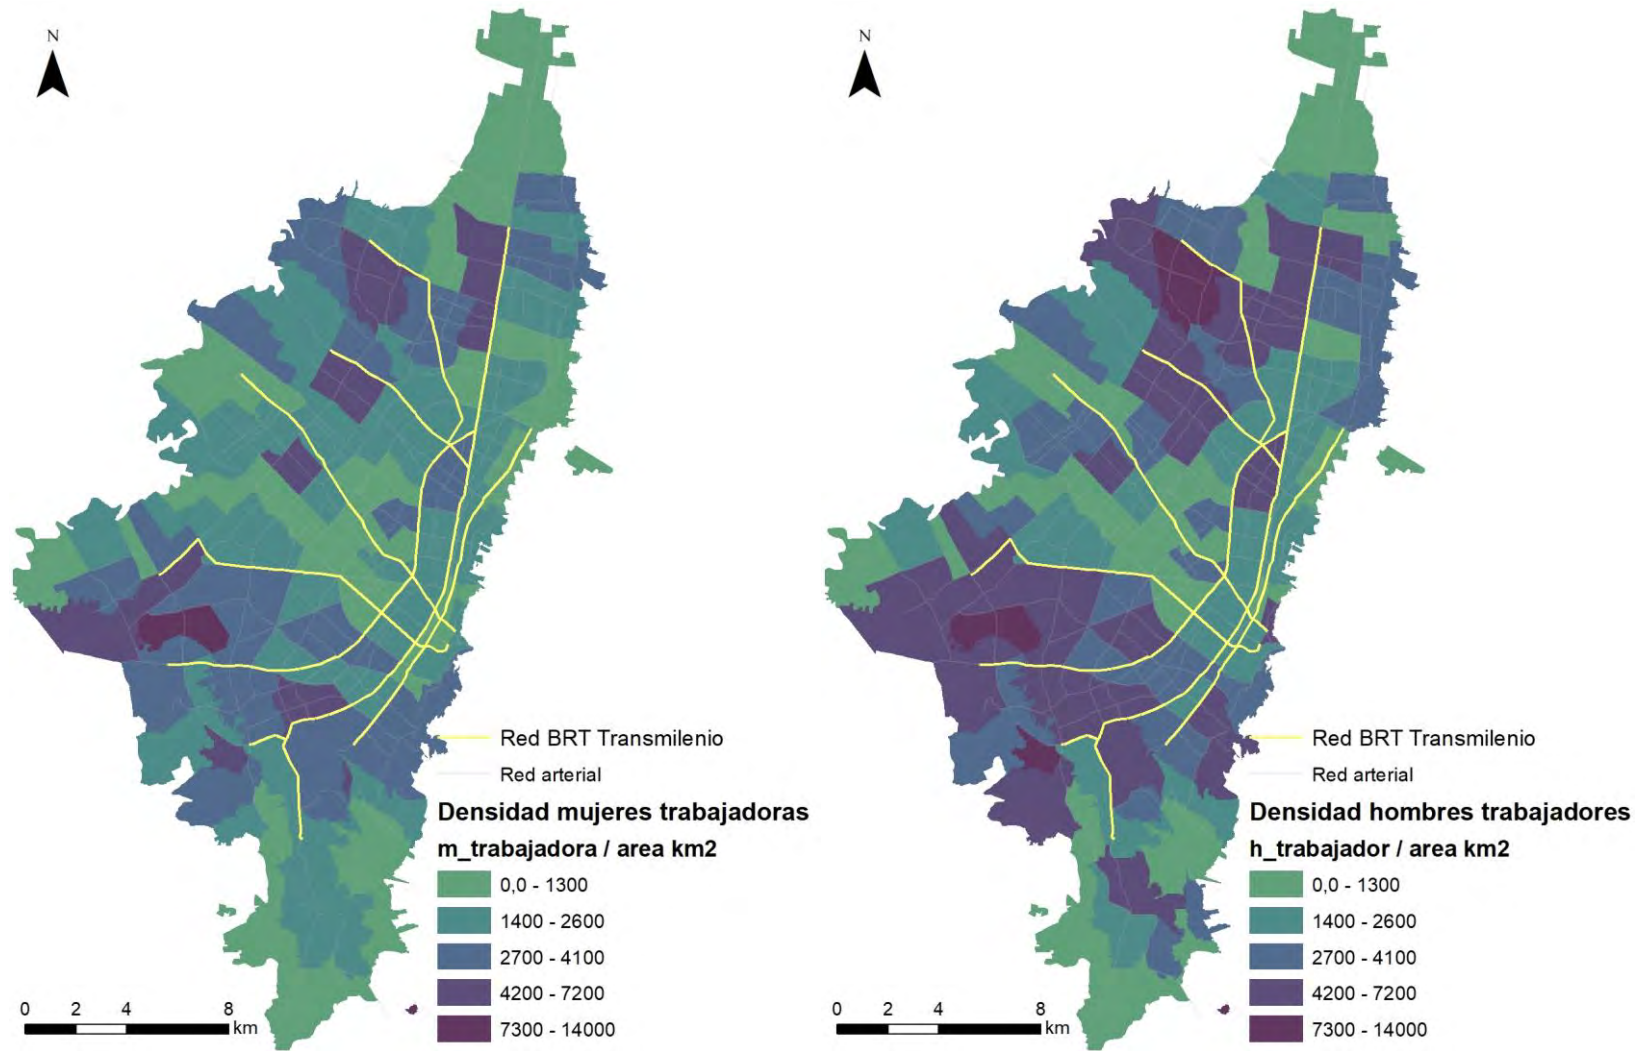 N
Red BRT Transmilenio
Red arterial
Densidad mujeres trabajadoras
m_trabajadora / area km2
0,0 - 1300
1400 - 2600
2700 - 4100
4200 - 7200
7300 - 14000
0 2 4 8
km
N
Red BRT Transmilenio
Red arterial
Densidad hombres trabajadores
h_trabajador / area km2
0,0 - 1300
1400 - 2600
2700 - 4100
4200 - 7200
7300 - 14000
0 2 4 8
km